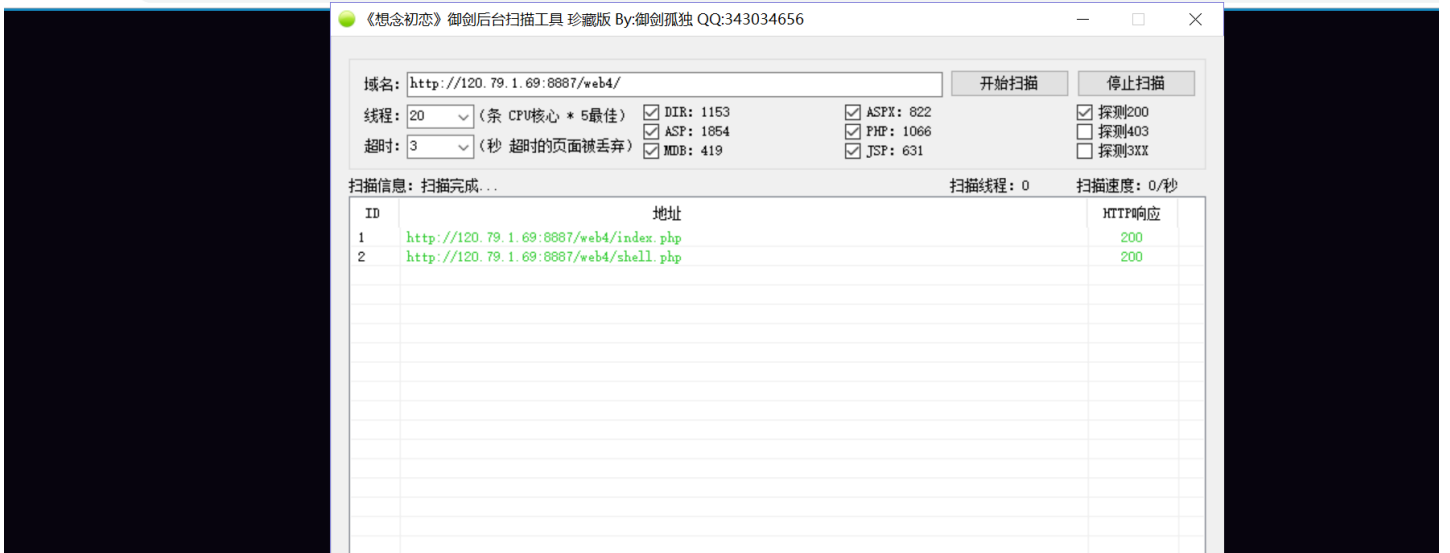 《想念初恋》御剑后台扫描工具 珍藏版 By:御剑孤独 QQ:343034656
域名: http://120.79.1.69:8887/web4/ 开始扫描 停止扫描
线程: 20 (条 CPU核心 * 5最佳) DIR: 1153 ASPX: 822 探测200
ASP: 1854 PHP: 1066 探测403
超时: 3 (秒 超时的页面被丢弃) MDB: 419 JSP: 631 探测3XX
扫描信息: 扫描完成... 扫描线程: 0 扫描速度: 0/秒
ID 地址 HTTP响应
1 http://120.79.1.69:8887/web4/index.php 200
2 http://120.79.1.69:8887/web4/shell.php 200